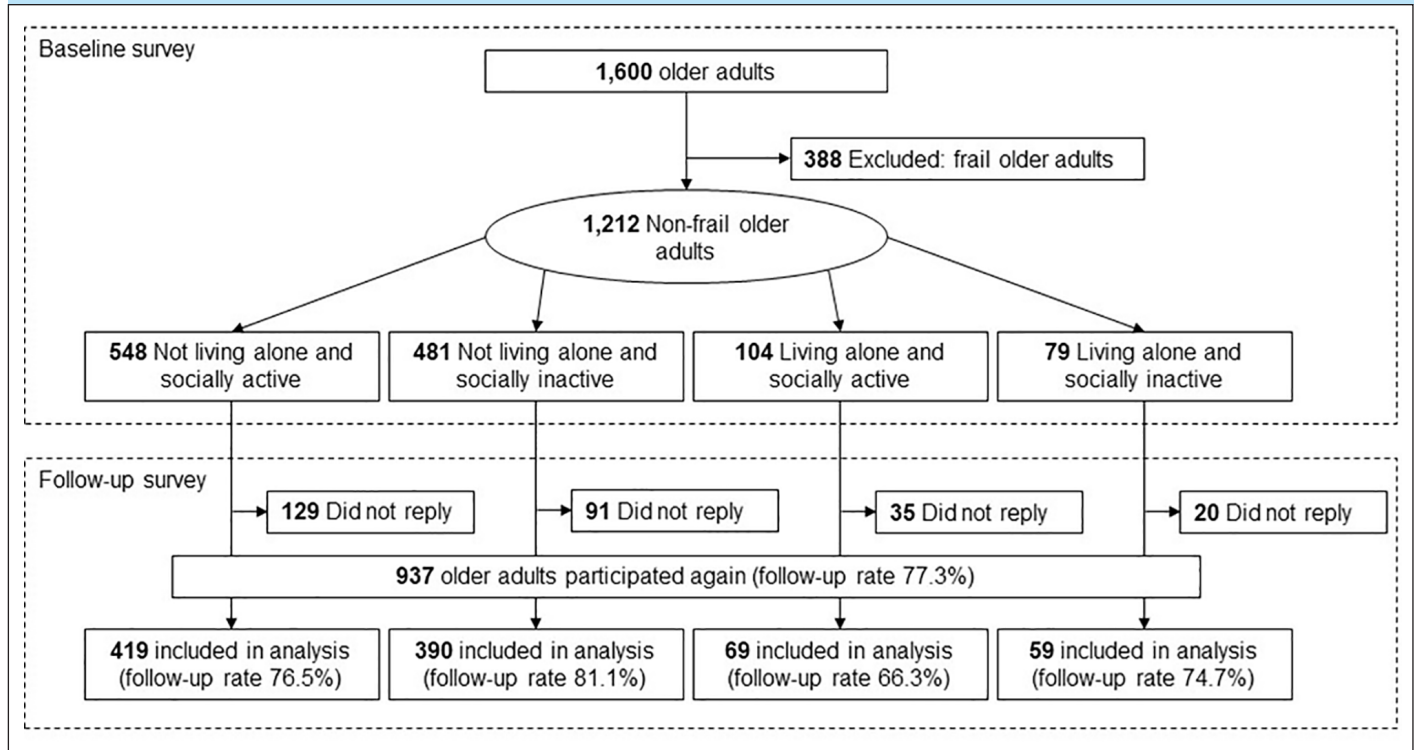 Baseline survey
1,600 older adults
388 Excluded: frail older adults
1,212 Non-frail older
adults
548 Not living alone and
socially active
481 Not living alone and
socially inactive
104 Living alone and
socially active
79 Living alone and
socially inactive
Follow-up survey
129 Did not reply
91 Did not reply
35 Did not reply
20 Did not reply
937 older adults participated again (follow-up rate 77.3%)
419 included in analysis
(follow-up rate 76.5%)
390 included in analysis
(follow-up rate 81.1%)
69 included in analysis
(follow-up rate 66.3%)
59 included in analysis
(follow-up rate 74.7%)